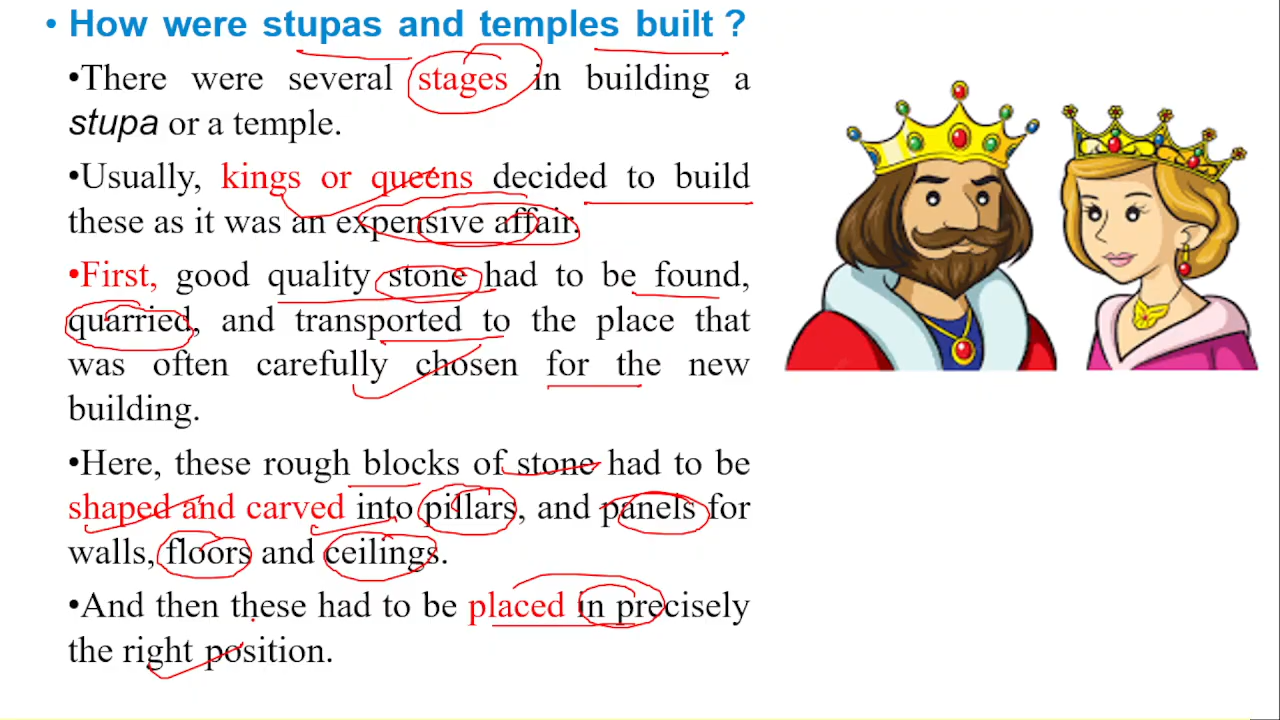 • How were stupas and temples built ?
•There were several stages in building a
stupa or a temple.
•Usually, kings or queens decided to build
these as it was an expensive affair.
•First, good quality stone had to be found,
quarried, and transported to the place that
was often carefully chosen for the new
building.
•Here, these rough blocks of stone had to be
shaped and carved into pillars, and panels for
walls, floors and ceilings.
•And then these had to be placed in precisely
the right position.